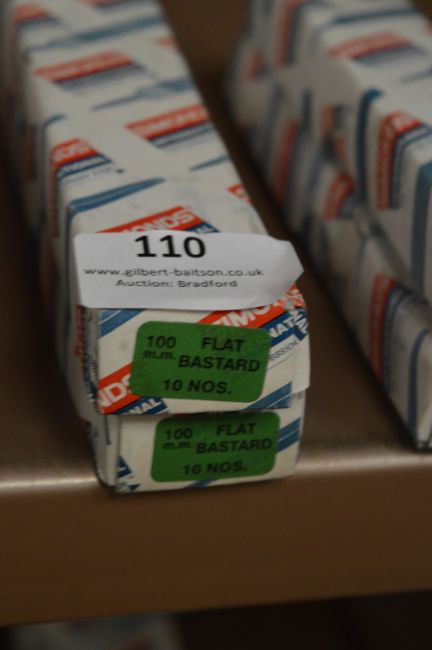 110
www.gilbert-baitson.co.uk
Auction: Bradford
100 FLAT
m.m. BASTARD
10 NOS.
100 FLAT
m.m. BASTARD
10 NOS.